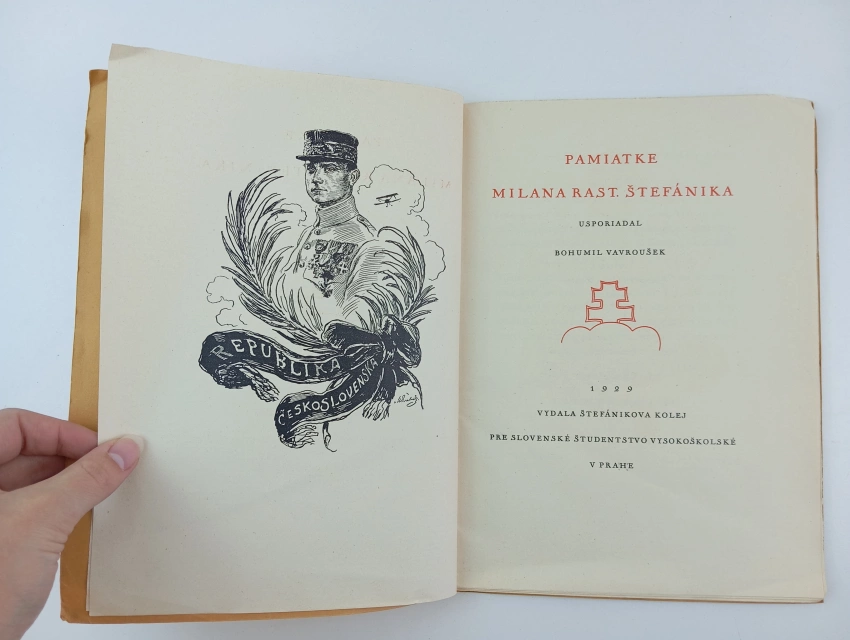 REPUBLIKA
ČESKOSLOVENSKÁ
PAMIATKE
MILANA RAST. ŠTEFÁNIKA
USPORIADAL
BOHUMIL VAVROUŠEK
1929
VYDALA ŠTEFÁNIKOVA KOLEJ
PRE SLOVENSKÉ ŠTUDENTSTVO VYSOKOŠKOLSKÉ
V PRAHE